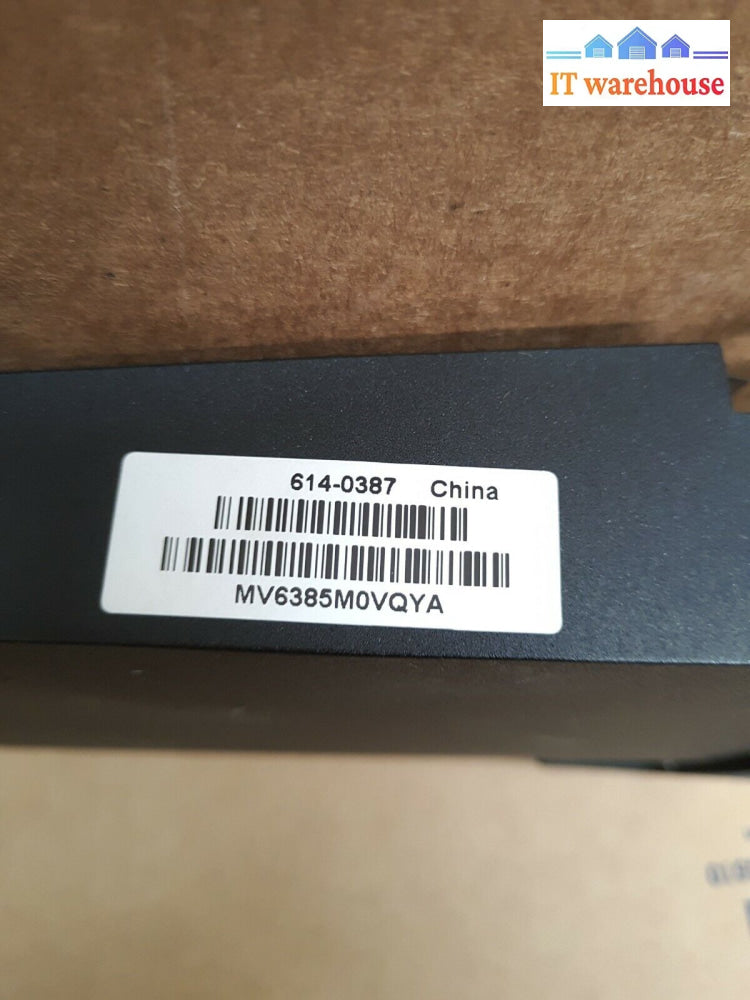 IT warehouse
614-0387 China
MV6385M0VQYA